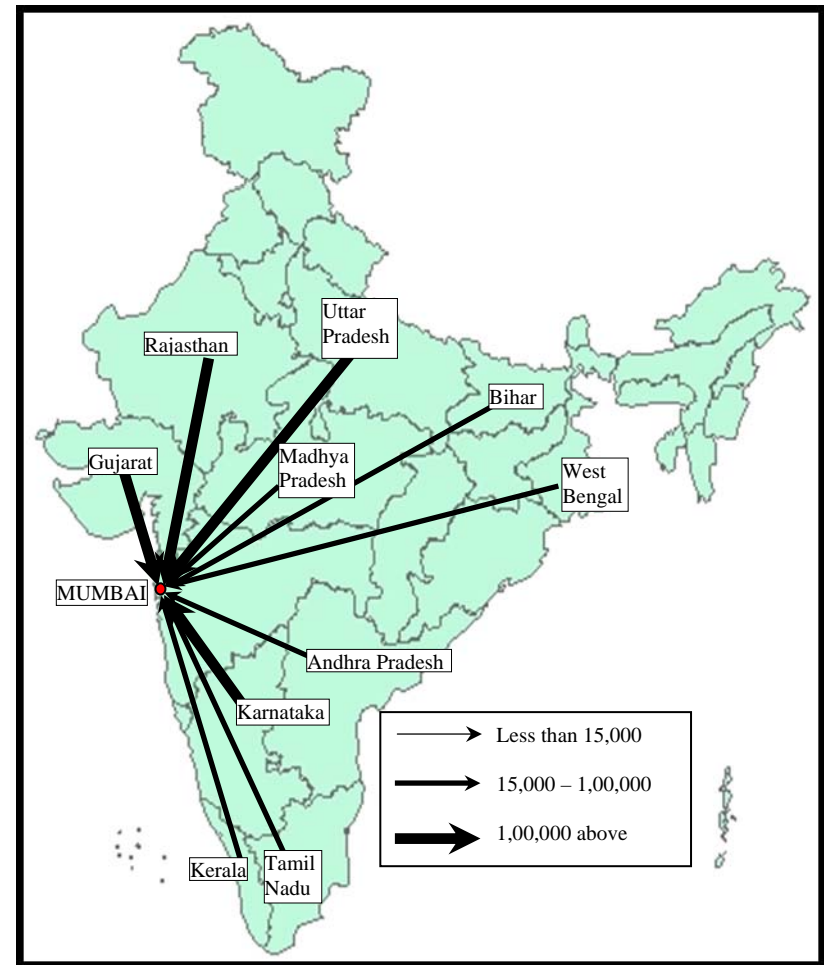 Uttar
Pradesh
Rajasthan
Bihar
Madhya
Pradesh
Gujarat
West
Bengal
MUMBAI
Andhra Pradesh
Karnataka
Less than 15,000
15,000 – 1,00,000
1,00,000 above
Kerala
Tamil
Nadu